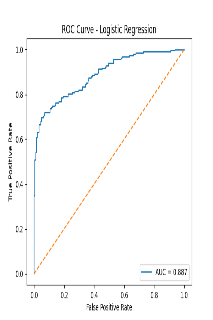 ROC Curve - Logistic Regression
True Positive Rate
1.0
0.8
0.6
0.4
0.2
0.0
AUC = 0.887
0.0 0.2 0.4 0.6 0.8 1.0
False Positive Rate